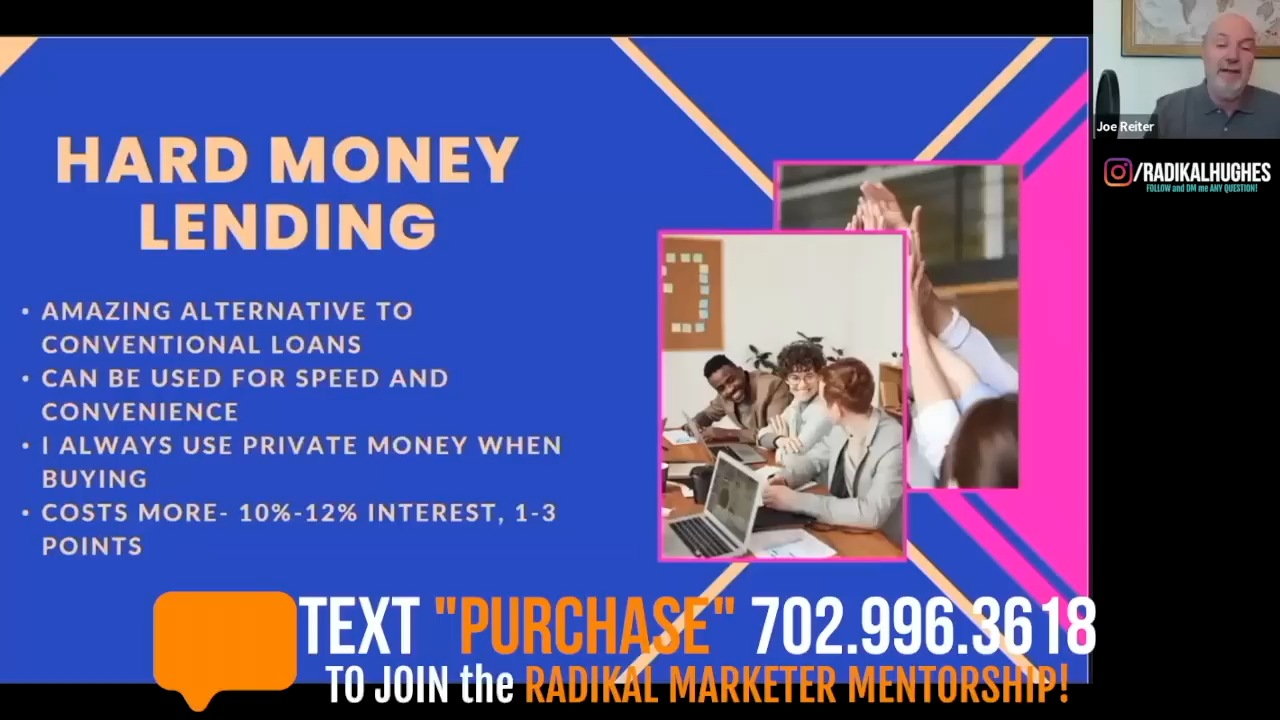 HARD MONEY
LENDING
• AMAZING ALTERNATIVE TO
CONVENTIONAL LOANS
• CAN BE USED FOR SPEED AND
CONVENIENCE
• I ALWAYS USE PRIVATE MONEY WHEN
BUYING
• COSTS MORE- 10%-12% INTEREST, 1-3
POINTS
Joe Reiter
/RADIKALHUGHES
FOLLOW and DM me ANY QUESTION!
TEXT "PURCHASE" 702.996.3618
TO JOIN the RADIKAL MARKETER MENTORSHIP!